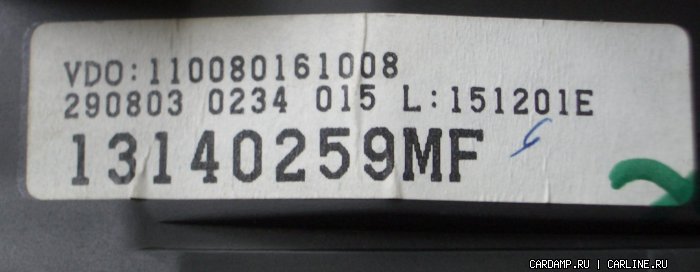 VDO:110080161008
290803 0234 015 L:151201E
13140259MF
CARDAMP.RU | CARLINE.RU